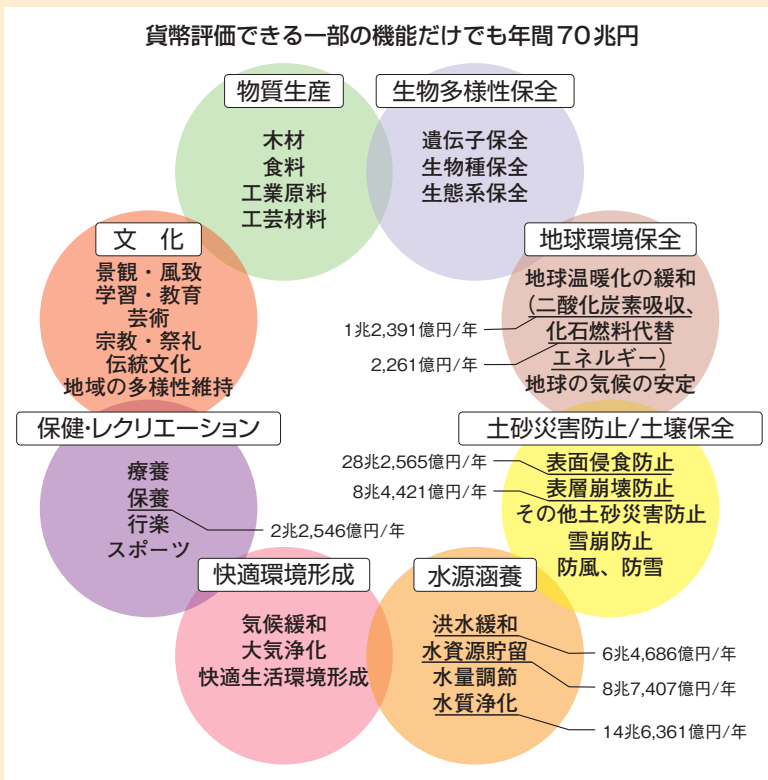 貨幣評価できる一部の機能だけでも年間70兆円
物質生産
木材
食料
工業原料
工芸材料
生物多様性保全
遺伝子保全
生物種保全
生態系保全
文 化
景観・風致
学習・教育
芸術
宗教・祭礼
伝統文化
地域の多様性維持
地球環境保全
地球温暖化の緩和
(二酸化炭素吸収、
化石燃料代替
エネルギー)
地球の気候の安定
1兆2,391億円/年
2,261億円/年
保健・レクリエーション
療養
保養
行楽
スポーツ
2兆2,546億円/年
土砂災害防止/土壌保全
表面侵食防止
表層崩壊防止
その他土砂災害防止
雪崩防止
防風、防雪
28兆2,565億円/年
8兆4,421億円/年
快適環境形成
気候緩和
大気浄化
快適生活環境形成
水源涵養
洪水緩和
水資源貯留
水量調節
水質浄化
6兆4,686億円/年
8兆7,407億円/年
14兆6,361億円/年